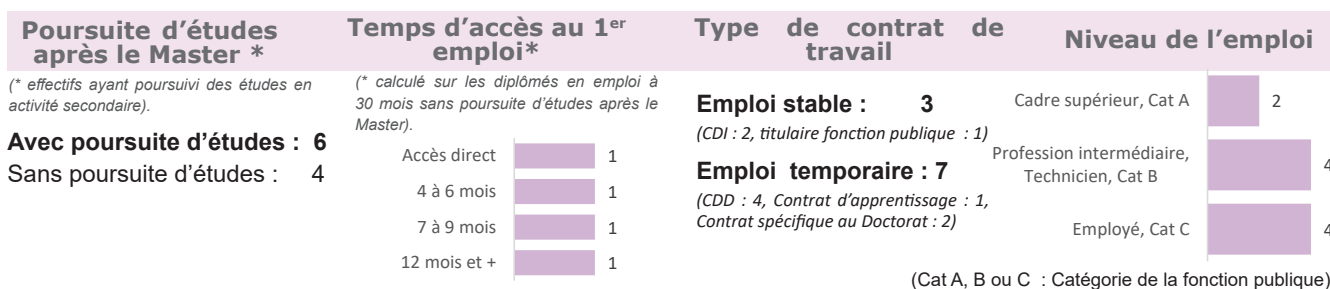 Poursuite d'études
après le Master *
(* effectifs ayant poursuivi des études en
activité secondaire).
Avec poursuite d'études : 6
Sans poursuite d'études : 4
Temps d'accès au 1er
emploi*
(* calculé sur les diplômés en emploi à
30 mois sans poursuite d'études après le
Master).
Accès direct 1
4 à 6 mois 1
7 à 9 mois 1
12 mois et + 1
Type de contrat de
travail
Emploi stable : 3
(CDI : 2, titulaire fonction publique : 1)
Emploi temporaire : 7
(CDD : 4, Contrat d'apprentissage : 1,
Contrat spécifique au Doctorat : 2)
Niveau de l'emploi
Cadre supérieur, Cat A 2
Profession intermédiaire,
Technicien, Cat B 4
Employé, Cat C 4
(Cat A, B ou C : Catégorie de la fonction publique)